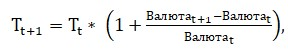 Tₜ₊₁ = Tₜ * (1 + (Валютаₜ₊₁ − Валютаₜ) / Валютаₜ),